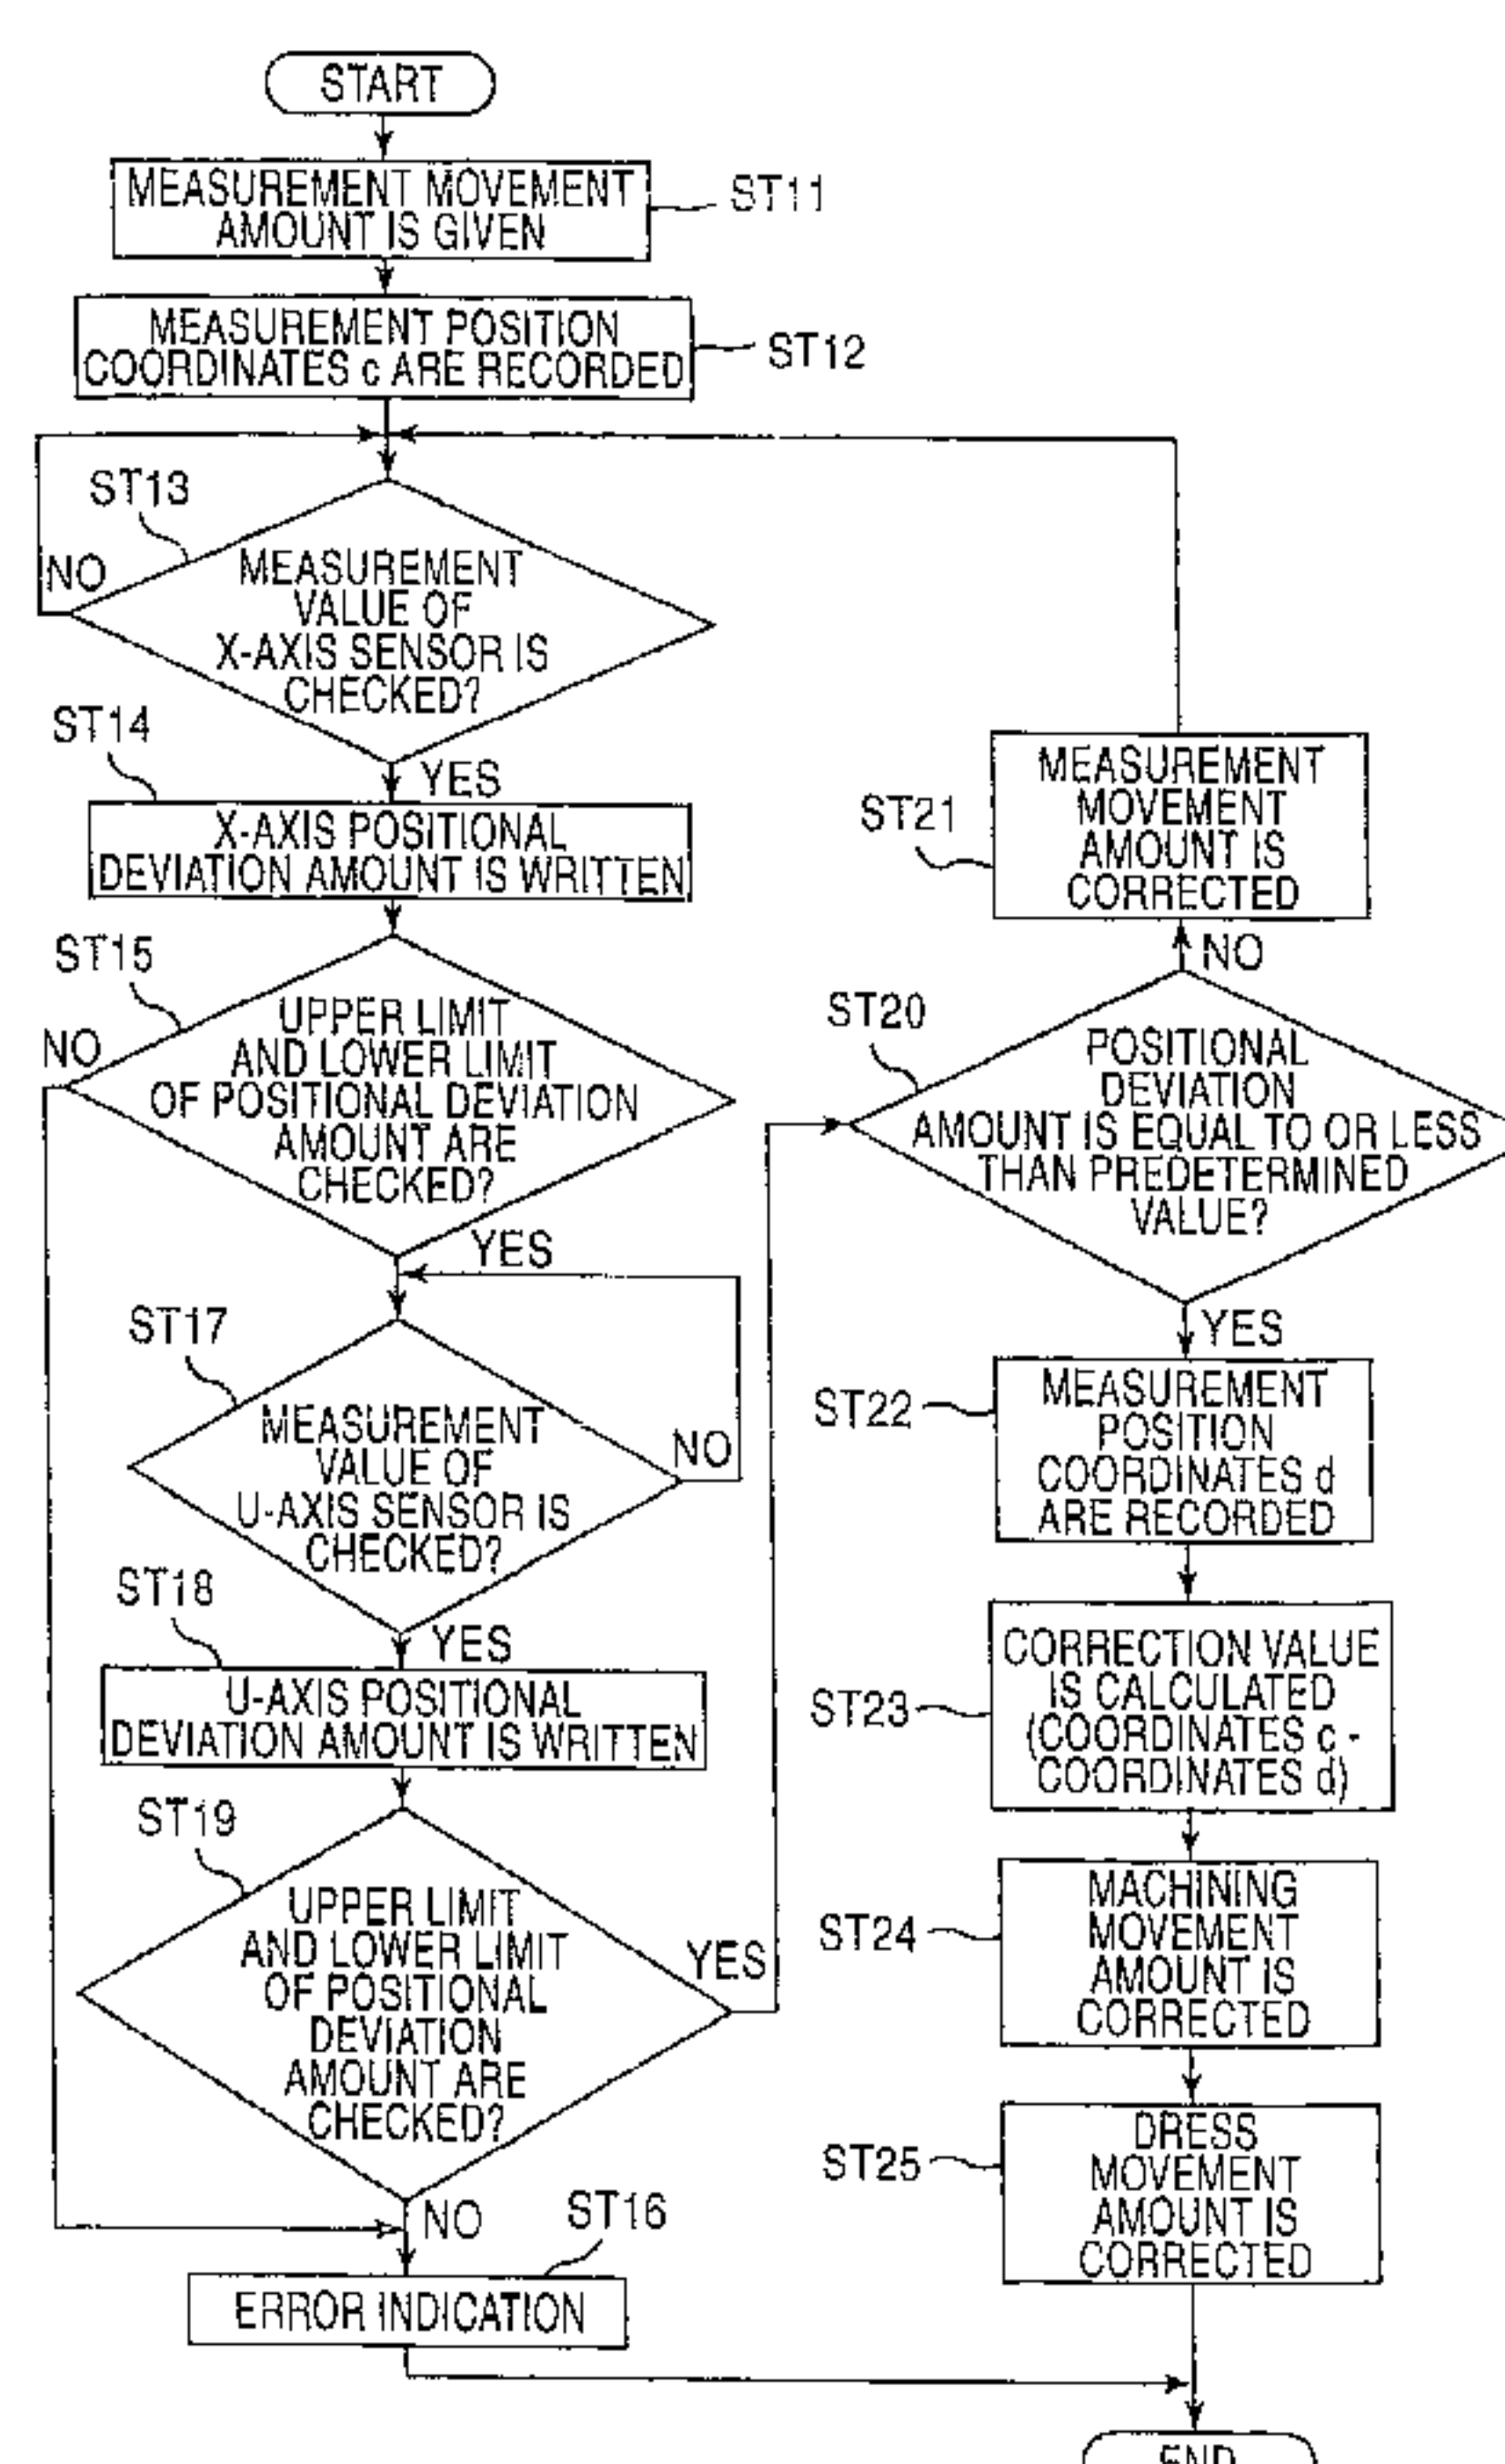 START
MEASUREMENT MOVEMENT
AMOUNT IS GIVEN
ST11
MEASUREMENT POSITION
COORDINATES c ARE RECORDED
ST12
ST13
NO
MEASUREMENT
VALUE OF
X-AXIS SENSOR IS
CHECKED?
YES
ST14
X-AXIS POSITIONAL
DEVIATION AMOUNT IS WRITTEN
ST15
NO
UPPER LIMIT
AND LOWER LIMIT
OF POSITIONAL DEVIATION
AMOUNT ARE
CHECKED?
YES
ST17
MEASUREMENT
VALUE OF
U-AXIS SENSOR IS
CHECKED?
NO
YES
ST18
U-AXIS POSITIONAL
DEVIATION AMOUNT IS WRITTEN
ST19
UPPER LIMIT
AND LOWER LIMIT
OF POSITIONAL
DEVIATION
AMOUNT ARE
CHECKED?
YES
NO
ST16
ERROR INDICATION
MEASUREMENT
MOVEMENT
AMOUNT IS
CORRECTED
ST21
NO
ST20
POSITIONAL
DEVIATION
AMOUNT IS EQUAL TO OR LESS
THAN PREDETERMINED
VALUE?
YES
ST22
MEASUREMENT
POSITION
COORDINATES d
ARE RECORDED
ST23
CORRECTION VALUE
IS CALCULATED
(COORDINATES c -
COORDINATES d)
ST24
MACHINING
MOVEMENT
AMOUNT IS
CORRECTED
ST25
DRESS
MOVEMENT
AMOUNT IS
CORRECTED
END